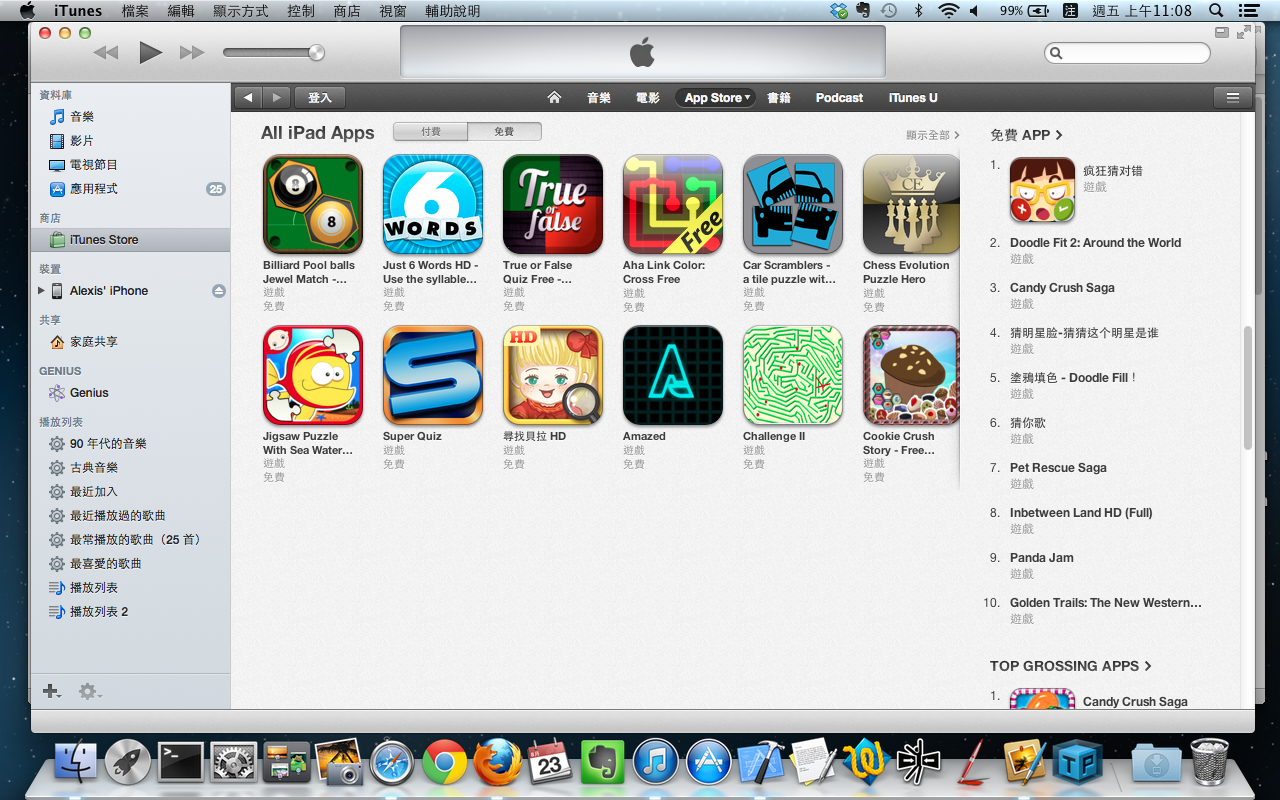 iTunes 檔案 編輯 顯示方式 控制 商店 視窗 輔助說明 99% 注 週五 上午11:08
登入 音樂 電影 App Store 書籍 Podcast iTunes U
資料庫
音樂
影片
電視節目
應用程式 25
商店
iTunes Store
裝置
Alexis' iPhone
共享
家庭共享
GENIUS
Genius
播放列表
90 年代的音樂
古典音樂
最近加入
最近播放過的歌曲
最常播放的歌曲（25 首）
最喜愛的歌曲
播放列表
播放列表 2
All iPad Apps 付費 免費 顯示全部
8
8
6
WORDS
True
or
false
Free
CE
Billiard Pool balls
Jewel Match -...
遊戲
免費
Just 6 Words HD -
Use the syllable...
遊戲
免費
True or False
Quiz Free -...
遊戲
免費
Aha Link Color:
Cross Free
遊戲
免費
Car Scramblers -
a tile puzzle wit...
遊戲
免費
Chess Evolution
Puzzle Hero
遊戲
免費
S
HD
Jigsaw Puzzle
With Sea Water...
遊戲
免費
Super Quiz
遊戲
免費
尋找貝拉 HD
遊戲
免費
Amazed
遊戲
免費
Challenge II
遊戲
免費
Cookie Crush
Story - Free...
遊戲
免費
免費 APP
1. 疯狂猜对错
遊戲
2. Doodle Fit 2: Around the World
遊戲
3. Candy Crush Saga
遊戲
4. 猜明星脸-猜猜这个明星是谁
遊戲
5. 塗鴉填色 - Doodle Fill！
遊戲
6. 猜你歌
遊戲
7. Pet Rescue Saga
遊戲
8. Inbetween Land HD (Full)
遊戲
9. Panda Jam
遊戲
10. Golden Trails: The New Western...
遊戲
TOP GROSSING APPS
1. Candy Crush Saga
23
TP